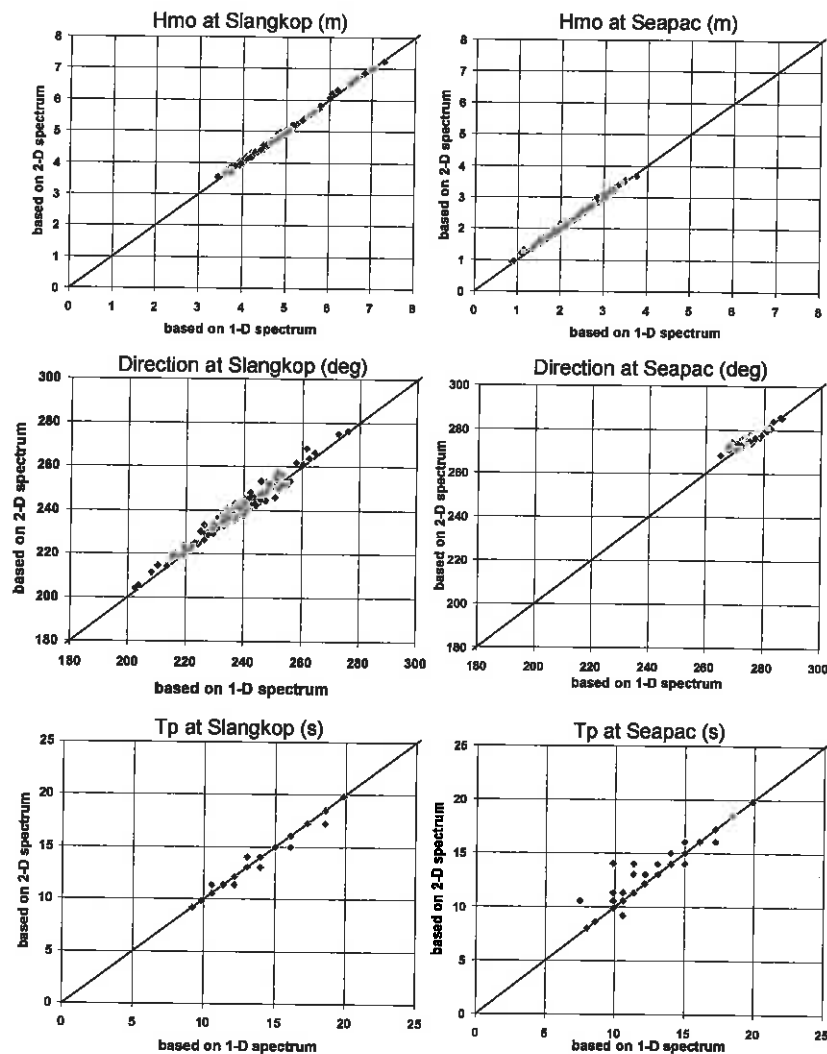 Hmo at Slangkop (m)
8
7
6
5
4
3
2
1
0
based on 2-D spectrum
0 1 2 3 4 5 6 7 8
based on 1-D spectrum
Hmo at Seapac (m)
8
7
6
5
4
3
2
1
0
based on 2-D spectrum
0 1 2 3 4 5 6 7 8
based on 1-D spectrum
Direction at Slangkop (deg)
300
280
260
240
220
200
180
based on 2-D spectrum
180 200 220 240 260 280 300
based on 1-D spectrum
Direction at Seapac (deg)
300
280
260
240
220
200
180
based on 2-D spectrum
180 200 220 240 260 280 300
based on 1-D spectrum
Tp at Slangkop (s)
25
20
15
10
5
0
based on 2-D spectrum
0 5 10 15 20 25
based on 1-D spectrum
Tp at Seapac (s)
25
20
15
10
5
0
based on 2-D spectrum
0 5 10 15 20 25
based on 1-D spectrum